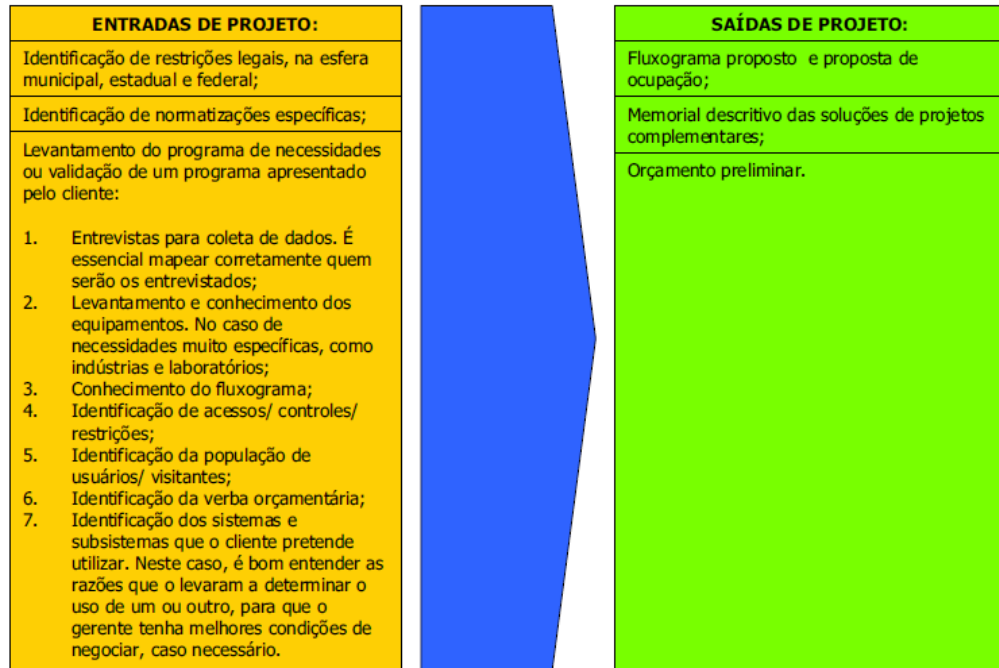 ENTRADAS DE PROJETO:
Identificação de restrições legais, na esfera
municipal, estadual e federal;
Identificação de normatizações específicas;
Levantamento do programa de necessidades
ou validação de um programa apresentado
pelo cliente:
1. Entrevistas para coleta de dados. É
essencial mapear corretamente quem
serão os entrevistados;
2. Levantamento e conhecimento dos
equipamentos. No caso de
necessidades muito específicas, como
indústrias e laboratórios;
3. Conhecimento do fluxograma;
4. Identificação de acessos/ controles/
restrições;
5. Identificação da população de
usuários/ visitantes;
6. Identificação da verba orçamentária;
7. Identificação dos sistemas e
subsistemas que o cliente pretende
utilizar. Neste caso, é bom entender as
razões que o levaram a determinar o
uso de um ou outro, para que o
gerente tenha melhores condições de
negociar, caso necessário.
SAÍDAS DE PROJETO:
Fluxograma proposto e proposta de
ocupação;
Memorial descritivo das soluções de projetos
complementares;
Orçamento preliminar.